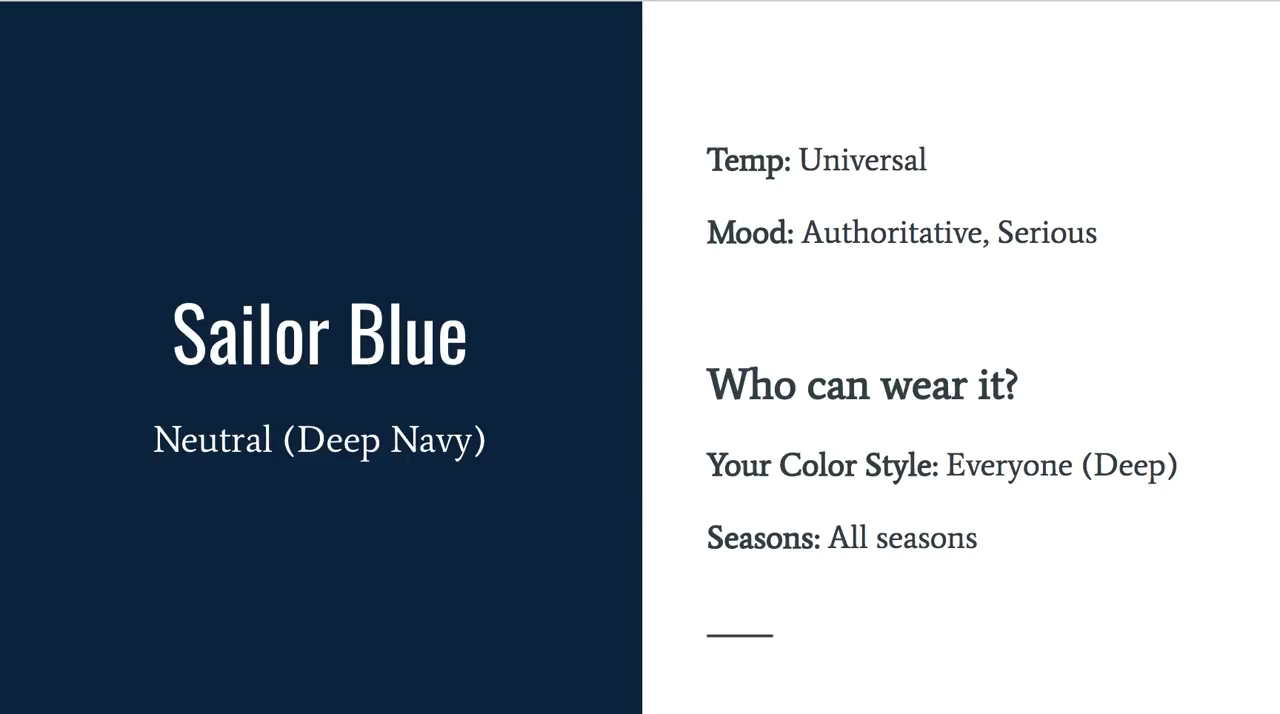 Sailor Blue
Neutral (Deep Navy)
Temp: Universal
Mood: Authoritative, Serious
Who can wear it?
Your Color Style: Everyone (Deep)
Seasons: All seasons